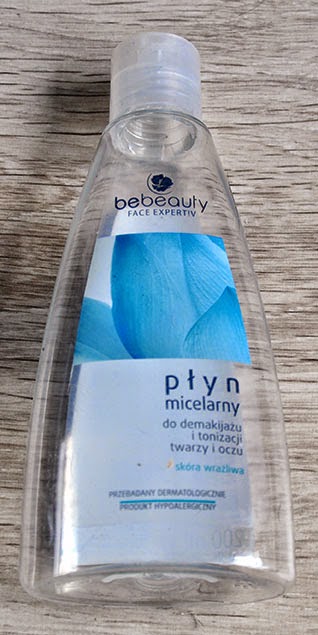 bebeauty
FACE EXPERTIV
płyn
micelarny
do demakijażu
i tonizacji
twarzy i oczu
skóra wrażliwa
PRZEBADANY DERMATOLOGICZNIE
PRODUKT HYPOALERGICZNY